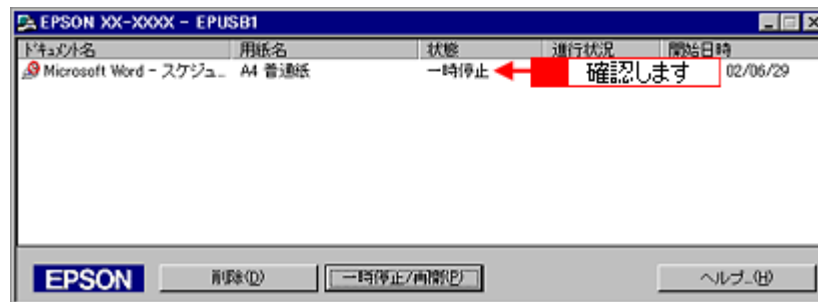 EPSON XX-XXXX - EPUSB1
ドキュメント名 用紙名 状態 進行状況 開始日時
Microsoft Word - スケジュ... A4 普通紙 一時停止 確認します 02/06/29
EPSON 削除(D) 一時停止/再開(P) ヘルプ...(H)